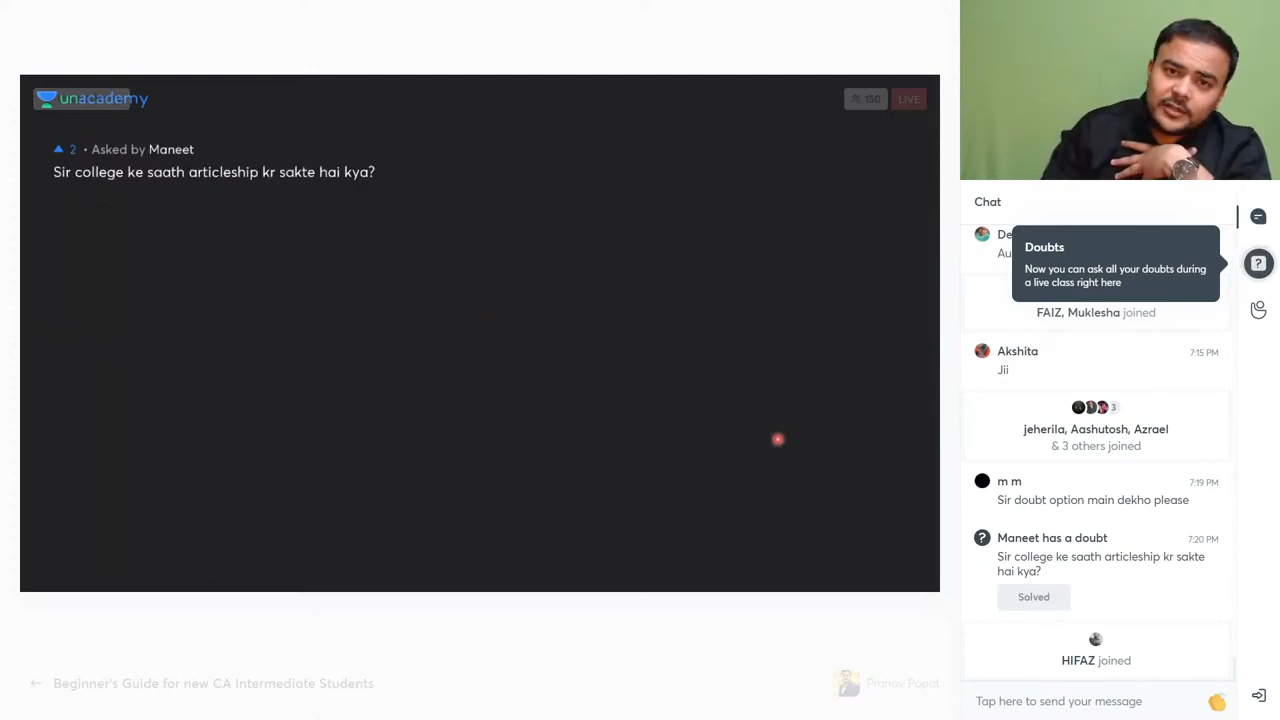 unacademy
150 LIVE
2 • Asked by Maneet
Sir college ke saath articleship kr sakte hai kya?
Chat
De
Au
Doubts
Now you can ask all your doubts during
a live class right here
FAIZ, Muklesha joined
Akshita 7:15 PM
Jii
3
jeherila, Aashutosh, Azrael
& 3 others joined
m m 7:19 PM
Sir doubt option main dekho please
? Maneet has a doubt 7:20 PM
Sir college ke saath articleship kr sakte
hai kya?
Solved
HIFAZ joined
Tap here to send your message
← Beginner's Guide for new CA Intermediate Students
Pranav Popat